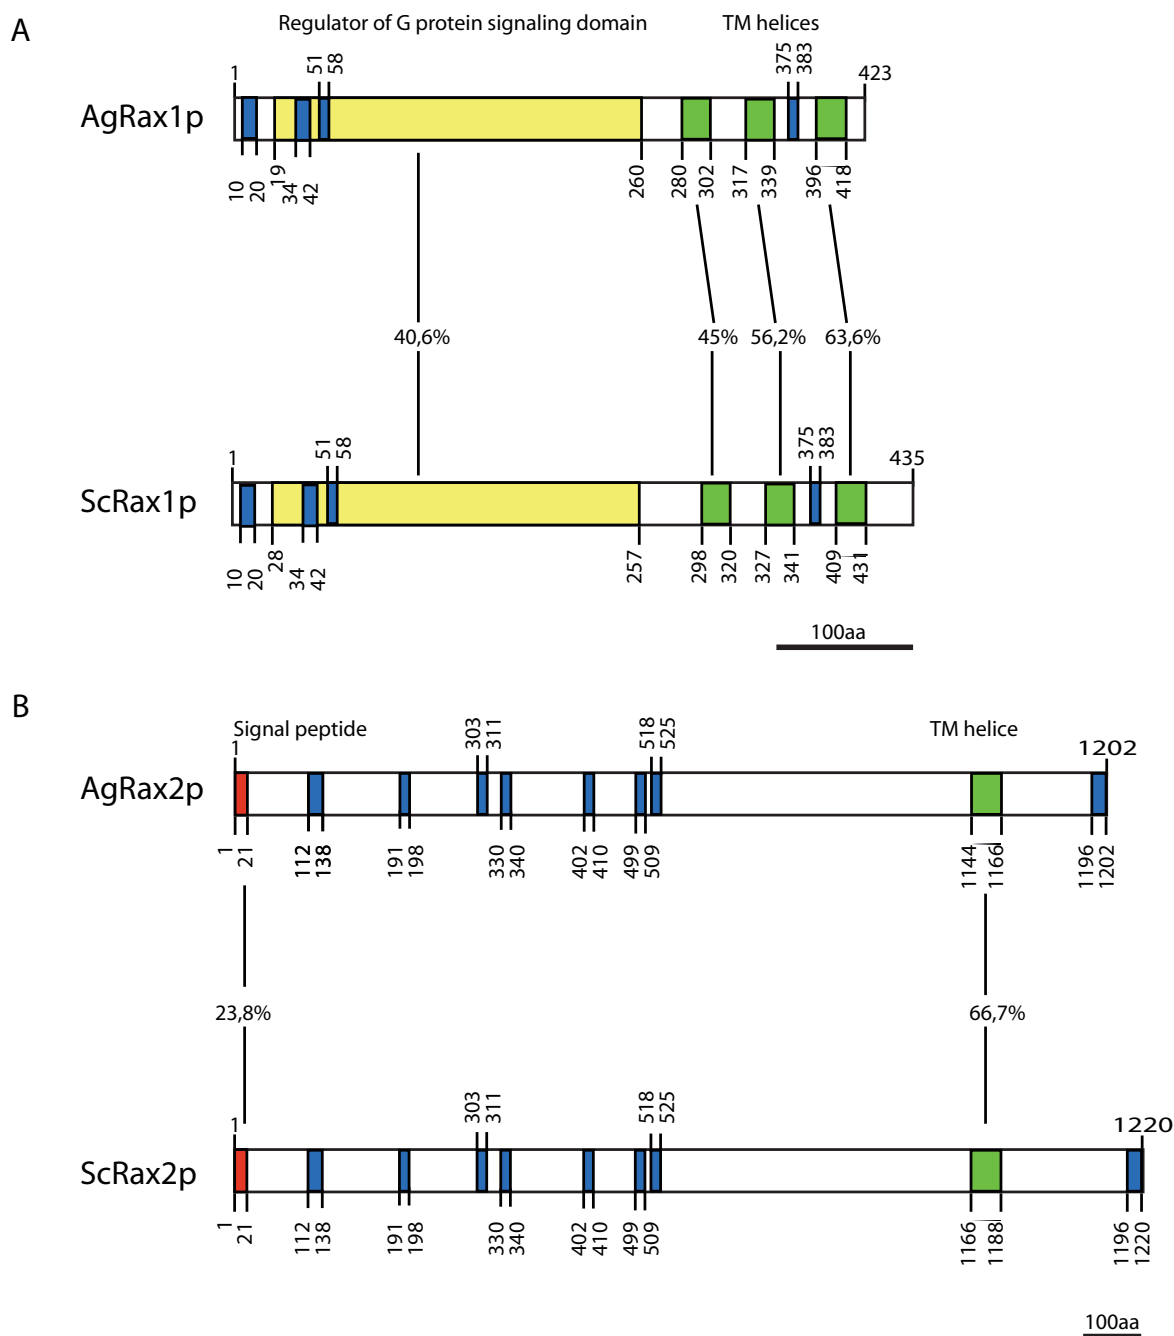 A
Regulator of G protein signaling domain TM helices
51 58 375 383
1 423
AgRax1p
10 20 19 34 42 260 280 302 317 339 396 418
40,6% 45% 56,2% 63,6%
51 58 375 383
1 435
ScRax1p
10 20 28 34 42 257 298 320 327 341 409 431
100aa
B
Signal peptide 303 311 518 525 TM helice
1 1202
AgRax2p
1 21 112 138 191 198 330 340 402 410 499 509 1144 1166 1196 1202
23,8% 66,7%
303 311 518 525
1 1220
ScRax2p
1 21 112 138 191 198 330 340 402 410 499 509 1166 1188 1196 1220
100aa